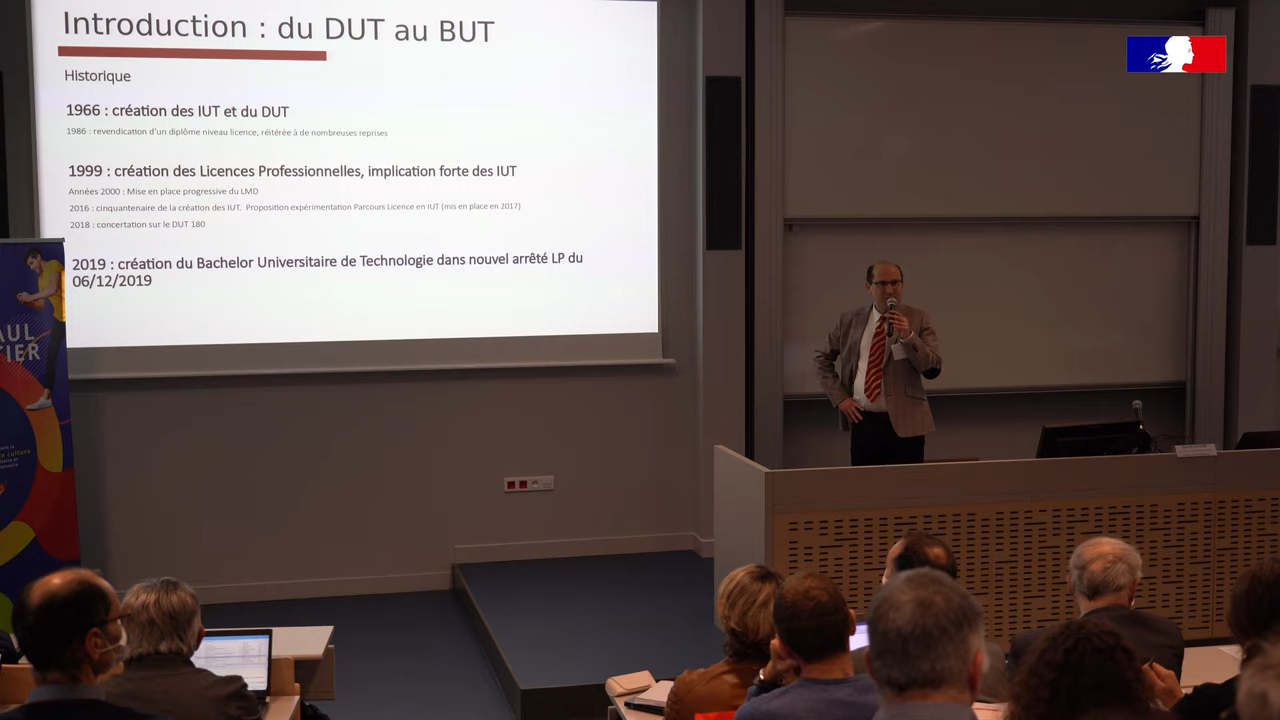 Introduction : du DUT au BUT
Historique
1966 : création des IUT et du DUT
1986 : revendication d'un diplôme niveau licence, réitérée à de nombreuses reprises
1999 : création des Licences Professionnelles, implication forte des IUT
Années 2000 : Mise en place progressive du LMD
2016 : cinquantenaire de la création des IUT. Proposition expérimentation Parcours Licence en IUT (mis en place en 2017)
2018 : concertation sur le DUT 180
2019 : création du Bachelor Universitaire de Technologie dans nouvel arrêté LP du
06/12/2019
AUL
TIER
culture